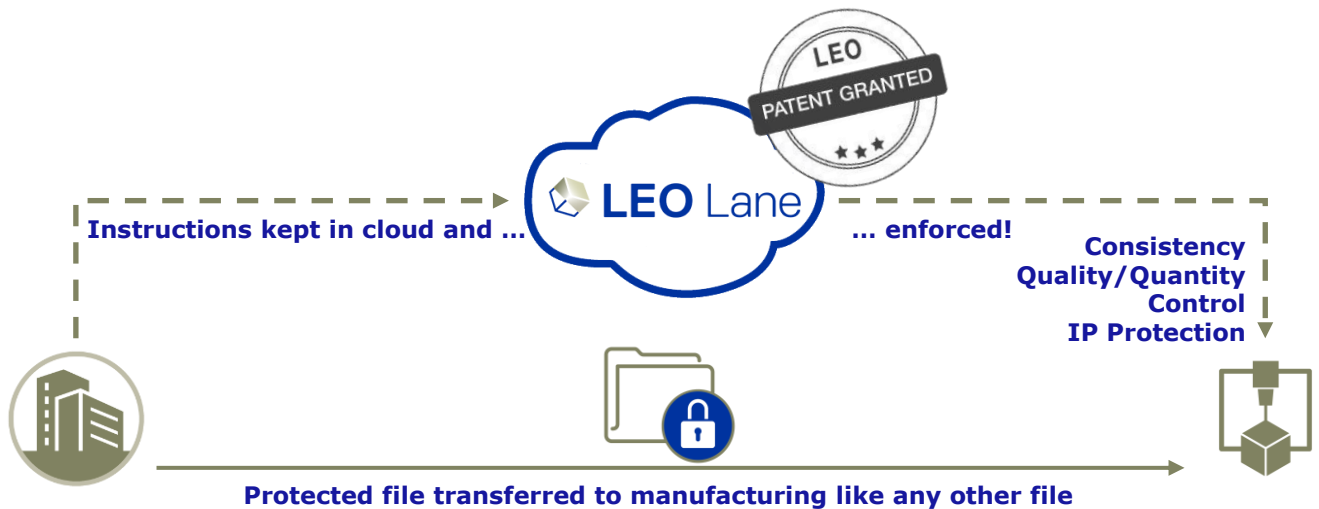 LEO
PATENT GRANTED
LEO Lane
Instructions kept in cloud and ...
... enforced!
Consistency
Quality/Quantity
Control
IP Protection
Protected file transferred to manufacturing like any other file